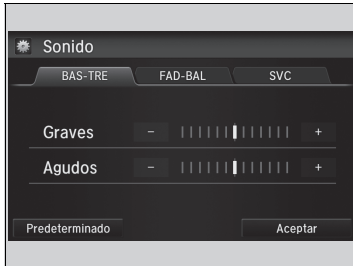 Sonido
BAS-TRE FAD-BAL SVC
Graves - +
Agudos - +
Predeterminado Aceptar